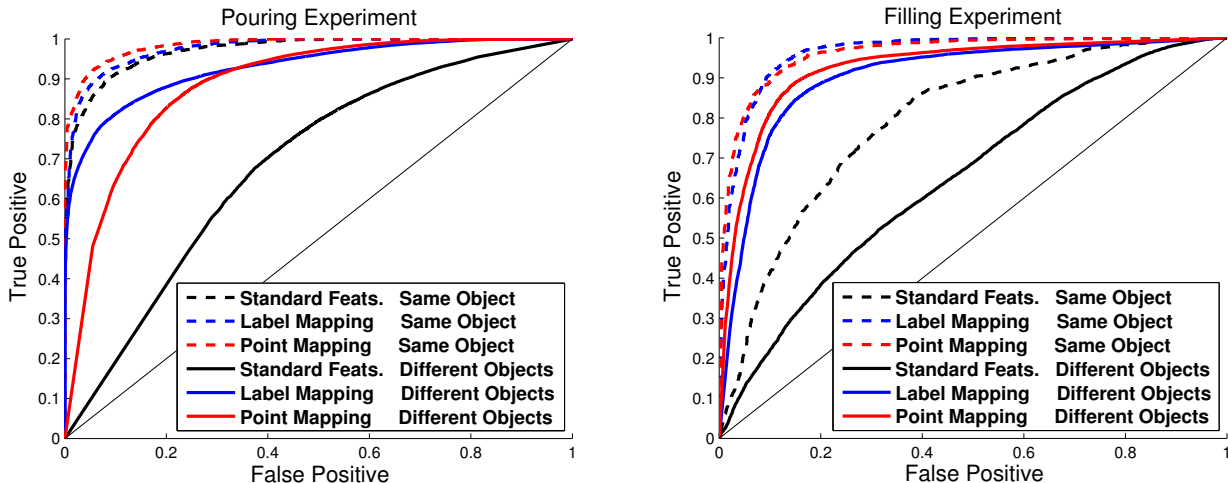 Pouring Experiment
1
0.9
0.8
0.7
0.6
0.5
0.4
0.3
0.2
0.1
0
True Positive
Standard Feats. Same Object
Label Mapping Same Object
Point Mapping Same Object
Standard Feats. Different Objects
Label Mapping Different Objects
Point Mapping Different Objects
0 0.2 0.4 0.6 0.8 1
False Positive
Filling Experiment
1
0.9
0.8
0.7
0.6
0.5
0.4
0.3
0.2
0.1
0
True Positive
Standard Feats. Same Object
Label Mapping Same Object
Point Mapping Same Object
Standard Feats. Different Objects
Label Mapping Different Objects
Point Mapping Different Objects
0 0.2 0.4 0.6 0.8 1
False Positive